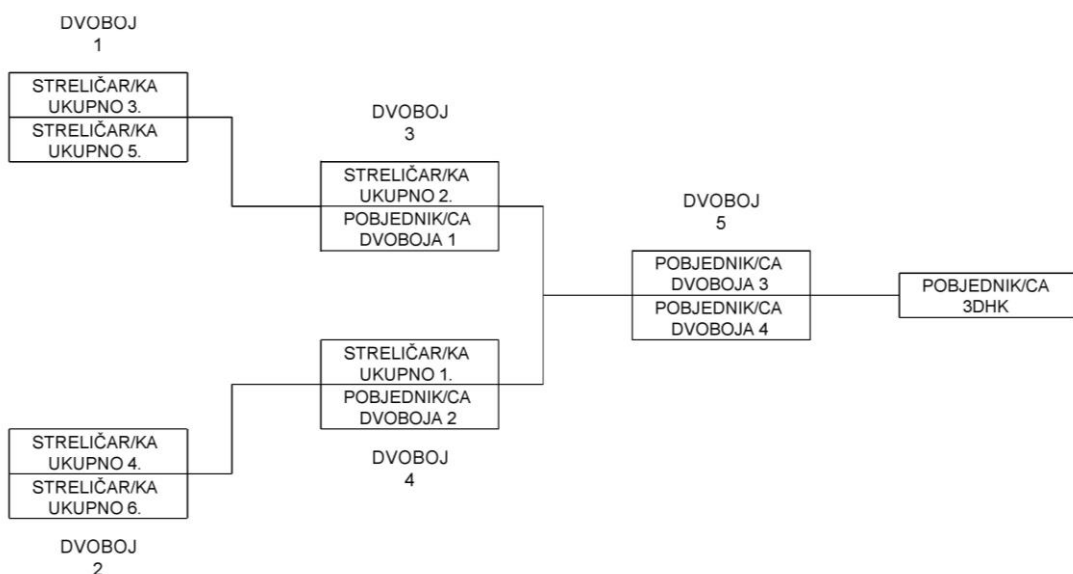 DVOBOJ
1
STRELIČAR/KA
UKUPNO 3.
STRELIČAR/KA
UKUPNO 5.
DVOBOJ
3
STRELIČAR/KA
UKUPNO 2.
POBJEDNIK/CA
DVOBOJA 1
DVOBOJ
5
POBJEDNIK/CA
DVOBOJA 3
POBJEDNIK/CA
DVOBOJA 4
POBJEDNIK/CA
3DHK
STRELIČAR/KA
UKUPNO 1.
POBJEDNIK/CA
DVOBOJA 2
DVOBOJ
4
STRELIČAR/KA
UKUPNO 4.
STRELIČAR/KA
UKUPNO 6.
DVOBOJ
2